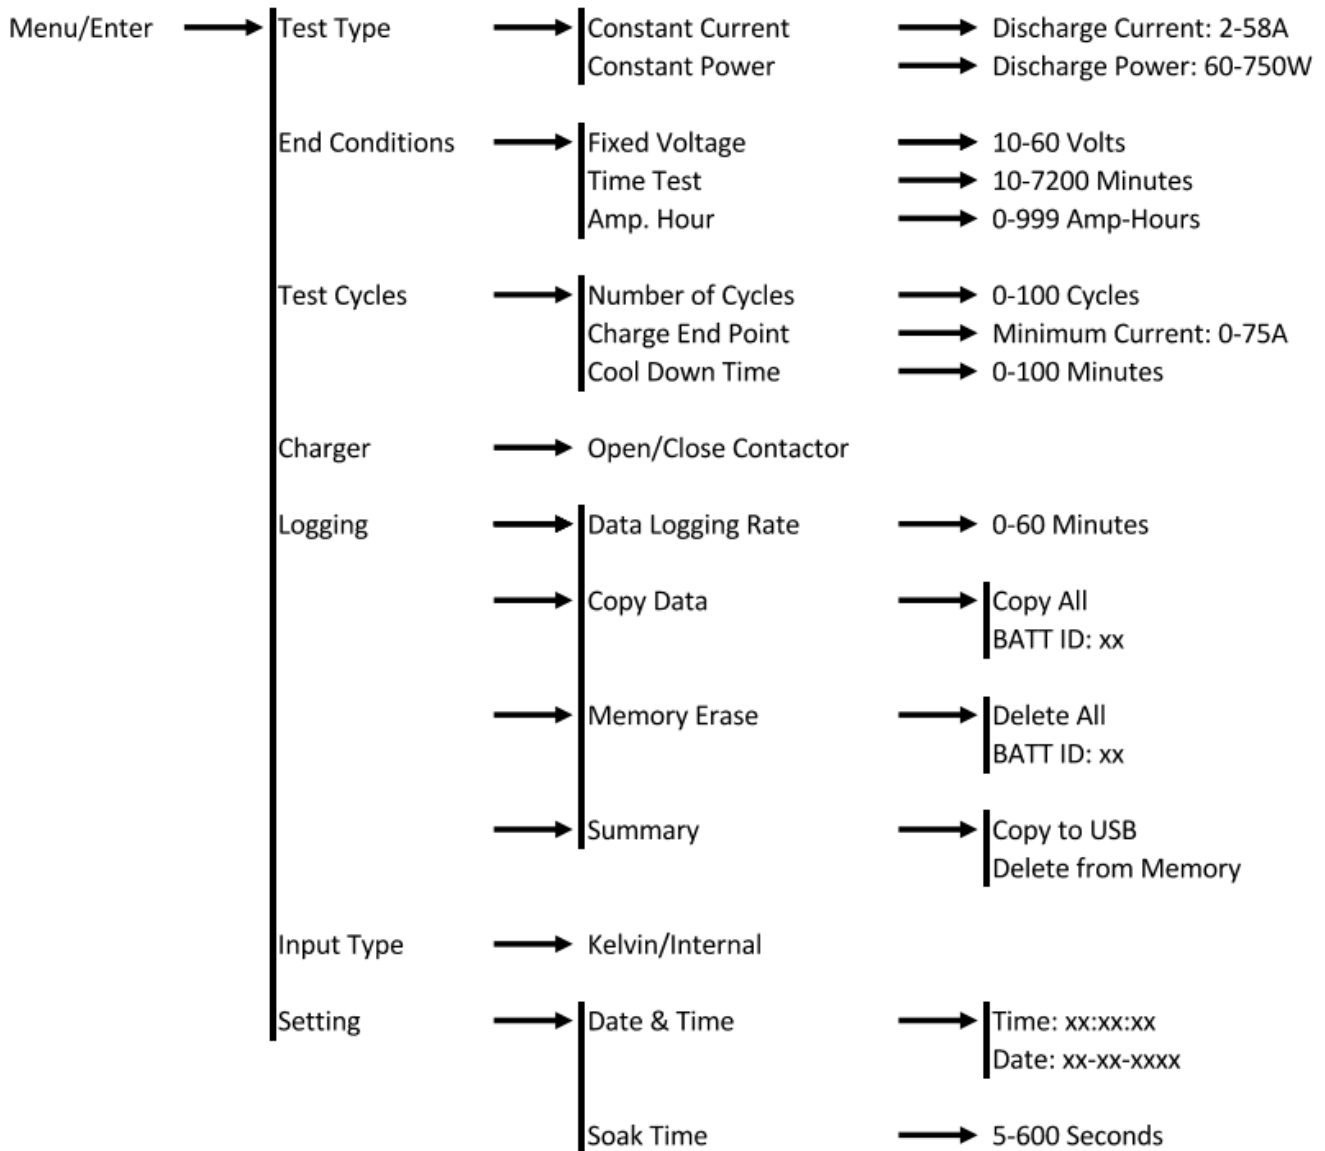 Menu/Enter Test Type Constant Current Discharge Current: 2-58A
Constant Power Discharge Power: 60-750W
End Conditions Fixed Voltage 10-60 Volts
Time Test 10-7200 Minutes
Amp. Hour 0-999 Amp-Hours
Test Cycles Number of Cycles 0-100 Cycles
Charge End Point Minimum Current: 0-75A
Cool Down Time 0-100 Minutes
Charger Open/Close Contactor
Logging Data Logging Rate 0-60 Minutes
Copy Data Copy All
BATT ID: xx
Memory Erase Delete All
BATT ID: xx
Summary Copy to USB
Delete from Memory
Input Type Kelvin/Internal
Setting Date & Time Time: xx:xx:xx
Date: xx-xx-xxxx
Soak Time 5-600 Seconds